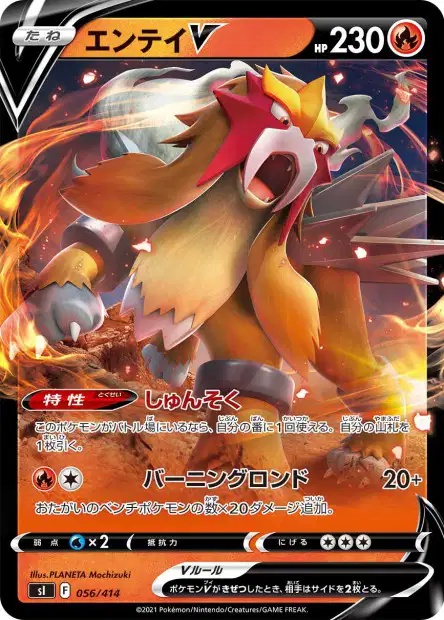 たね エンテイV HP 230
特性 とくせい しゅんそく
このポケモンがバトル場にいるなら、自分の番に1回使える。自分の山札を
1枚引く。
バーニングロンド 20+
おたがいのベンチポケモンの数×20ダメージ追加。
弱点 ×2 抵抗力 にげる
Illus.PLANETA Mochizuki
Vルール
ポケモンVがきぜつしたとき、相手はサイドを2枚とる。
sI F 056/414
©2021 Pokémon/Nintendo/Creatures/GAME FREAK.